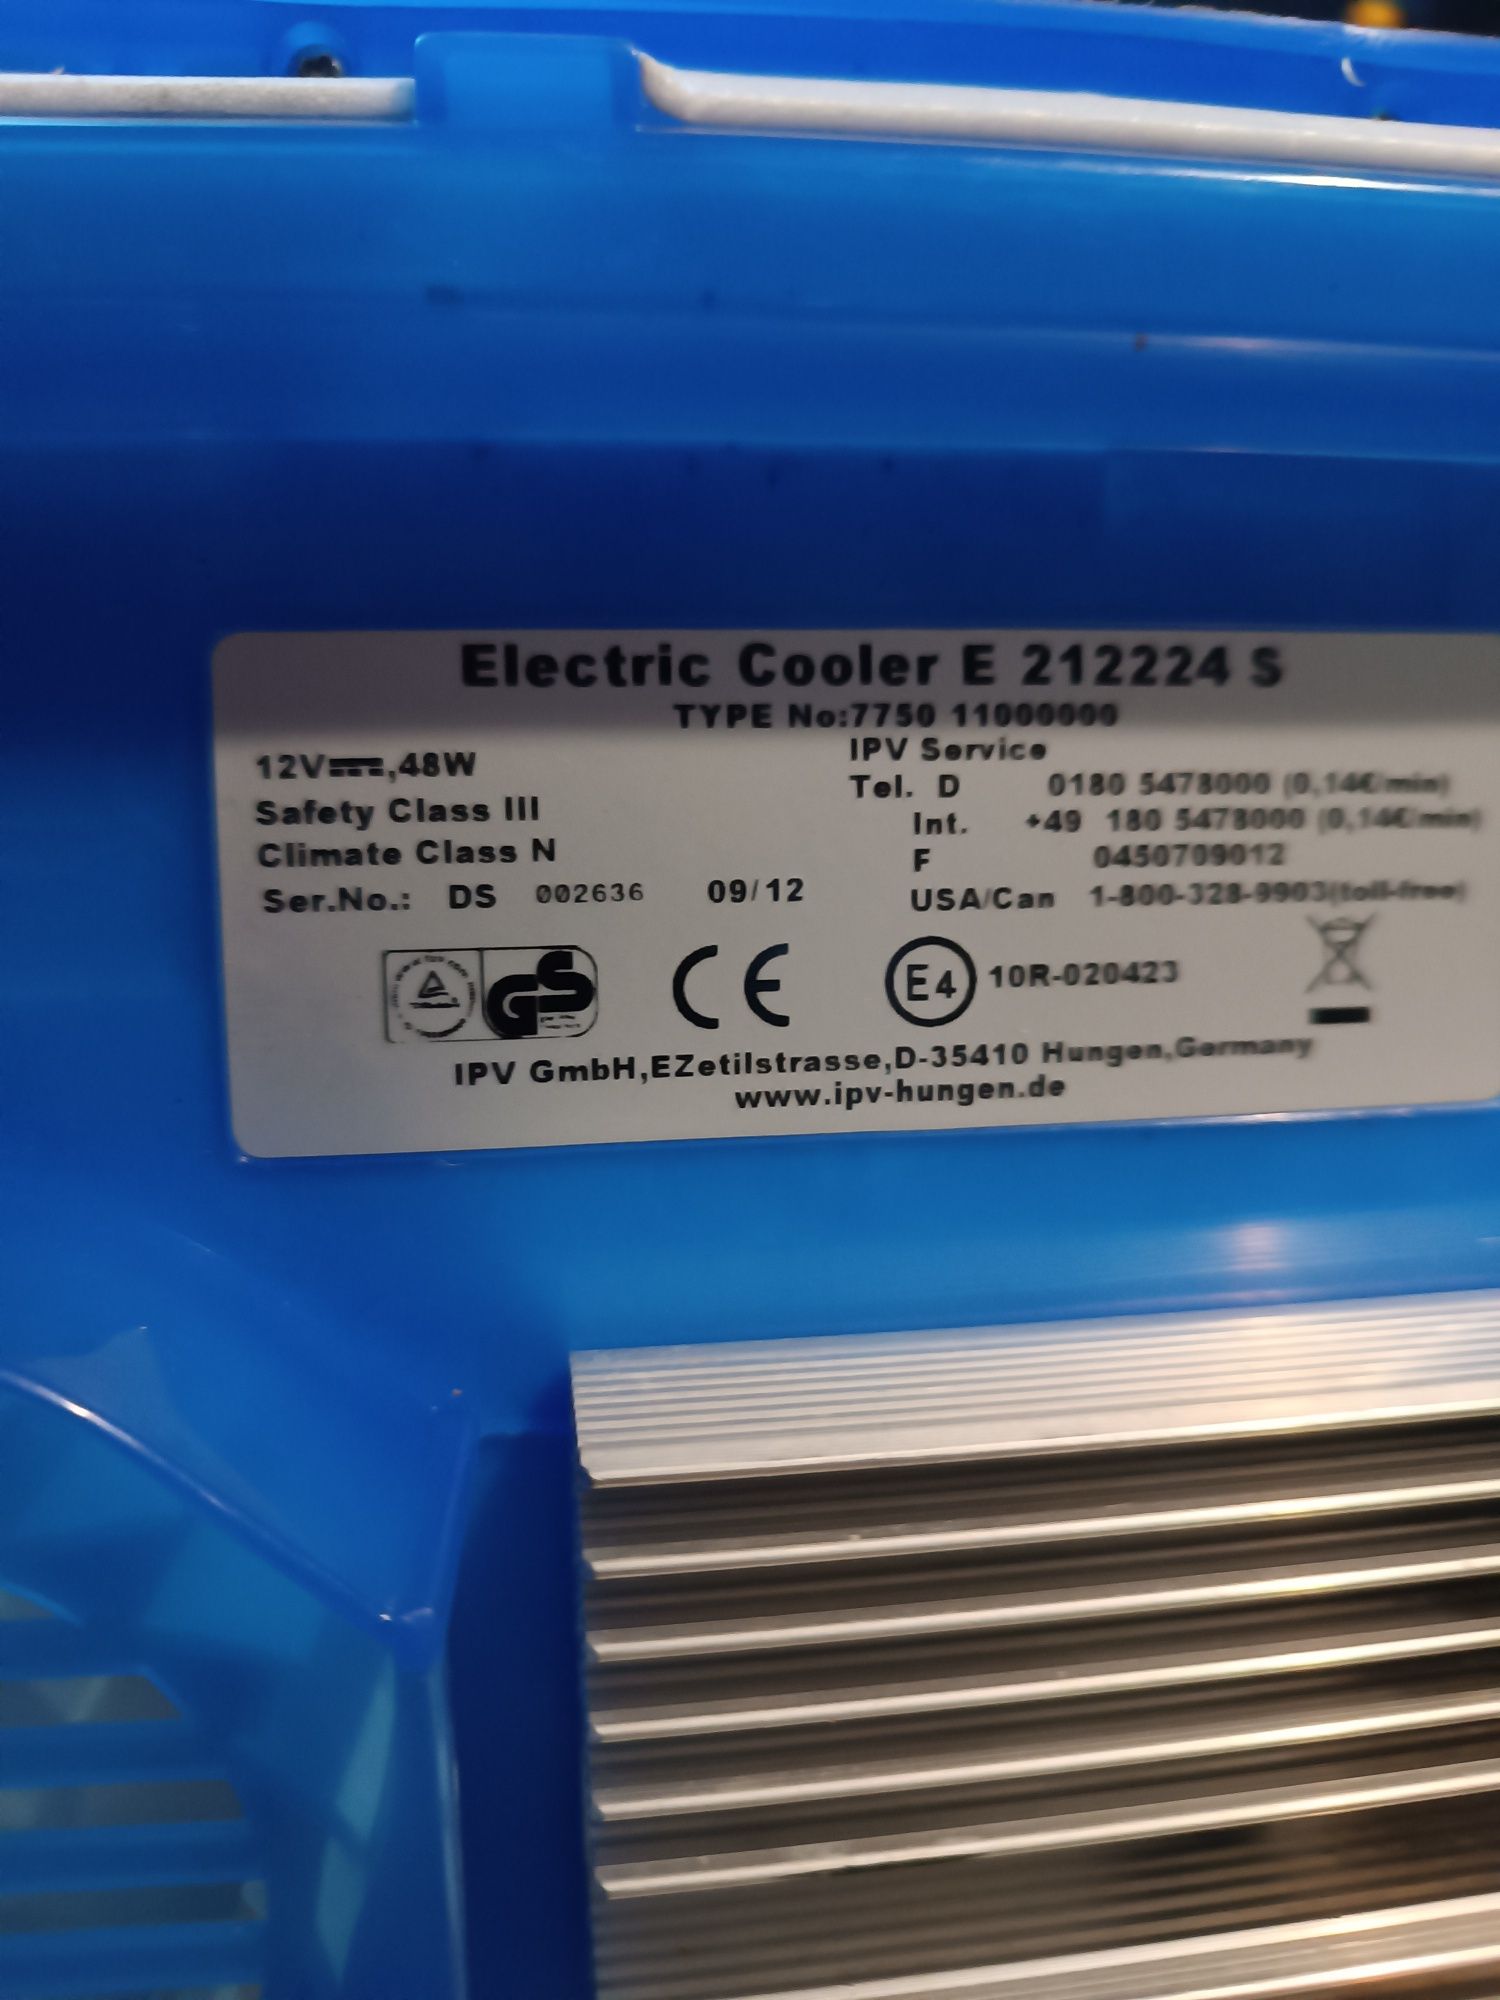 Electric Cooler E 212224 S
TYPE No:7750 11000000
12V⎓,48W
Safety Class III
Climate Class N
Ser.No.: DS 002636 09/12
IPV Service
Tel. D 0180 5478000 (0,14€/min)
Int. +49 180 5478000 (0,14€/min)
F 0450709012
USA/Can 1-800-328-9903(toll-free)
GS
CE
E4 10R-020423
IPV GmbH,EZetilstrasse,D-35410 Hungen,Germany
www.ipv-hungen.de